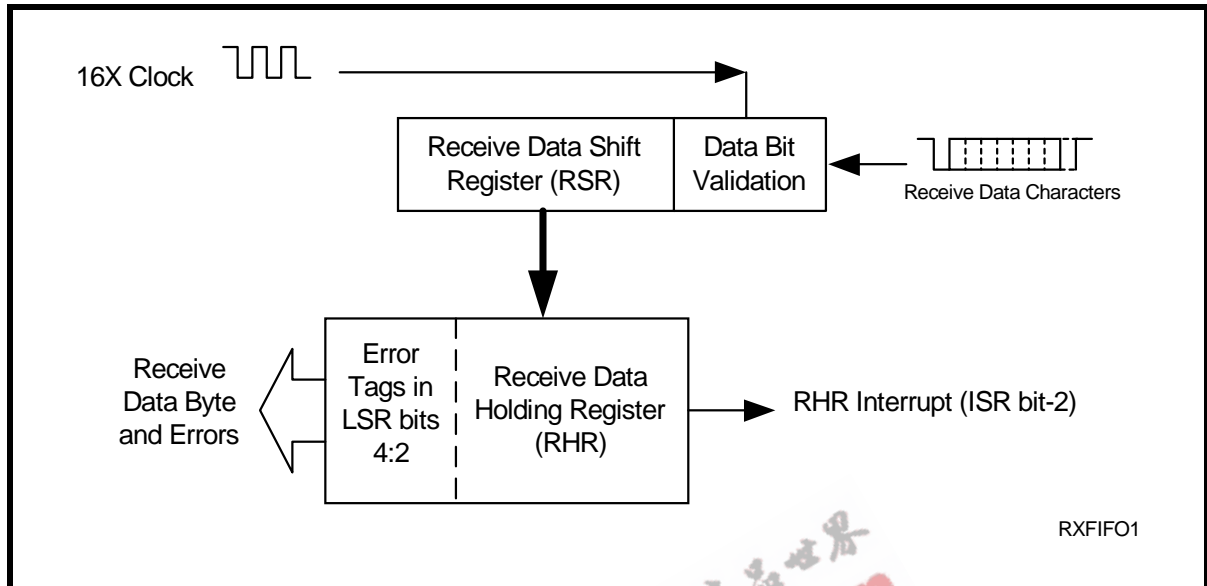 16X Clock
Receive Data Shift
Register (RSR)
Data Bit
Validation
Receive Data Characters
Receive
Data Byte
and Errors
Error
Tags in
LSR bits
4:2
Receive Data
Holding Register
(RHR)
RHR Interrupt (ISR bit-2)
RXFIFO1